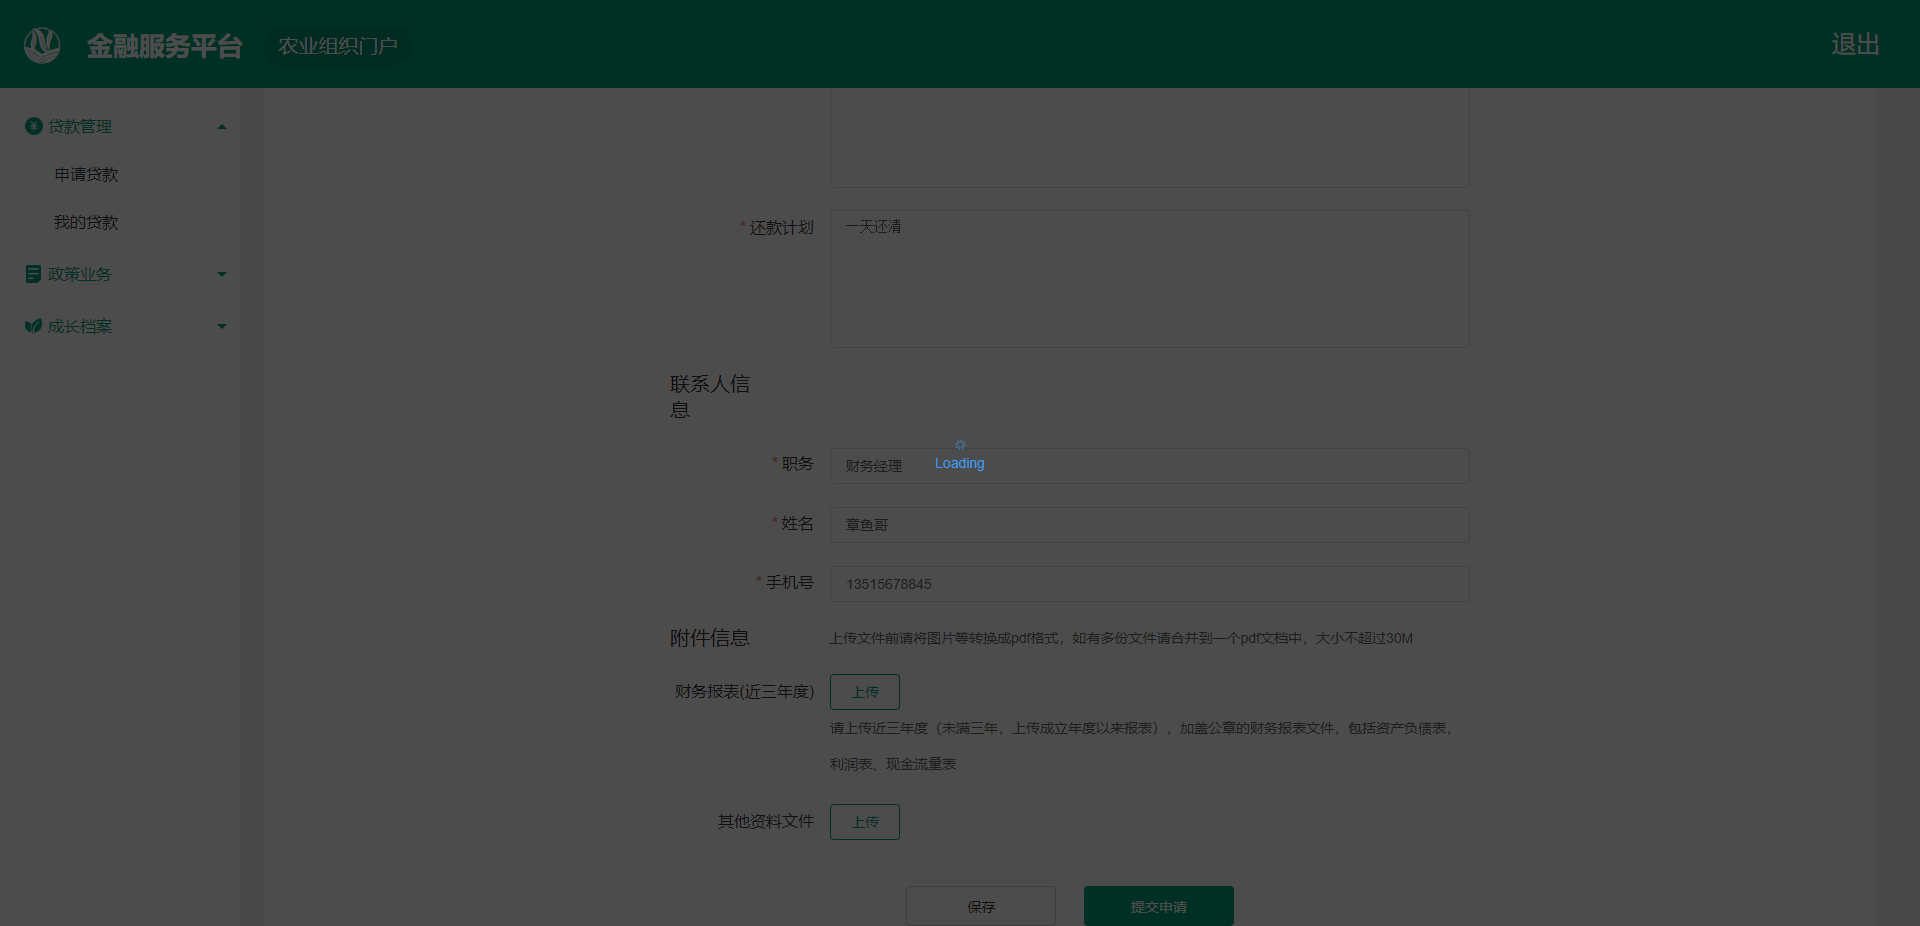 金融服务平台
农业组织门户
退出
贷款管理
申请贷款
我的贷款
政策业务
成长档案
* 还款计划
一天还清
联系人信
息
* 职务
财务经理
Loading
* 姓名
章鱼哥
* 手机号
13515678845
附件信息
上传文件前请将图片等转换成pdf格式，如有多份文件请合并到一个pdf文档中，大小不超过30M
财务报表(近三年度)
上传
请上传近三年度（未满三年，上传成立年度以来报表），加盖公章的财务报表文件，包括资产负债表，
利润表、现金流量表
其他资料文件
上传
保存
提交申请